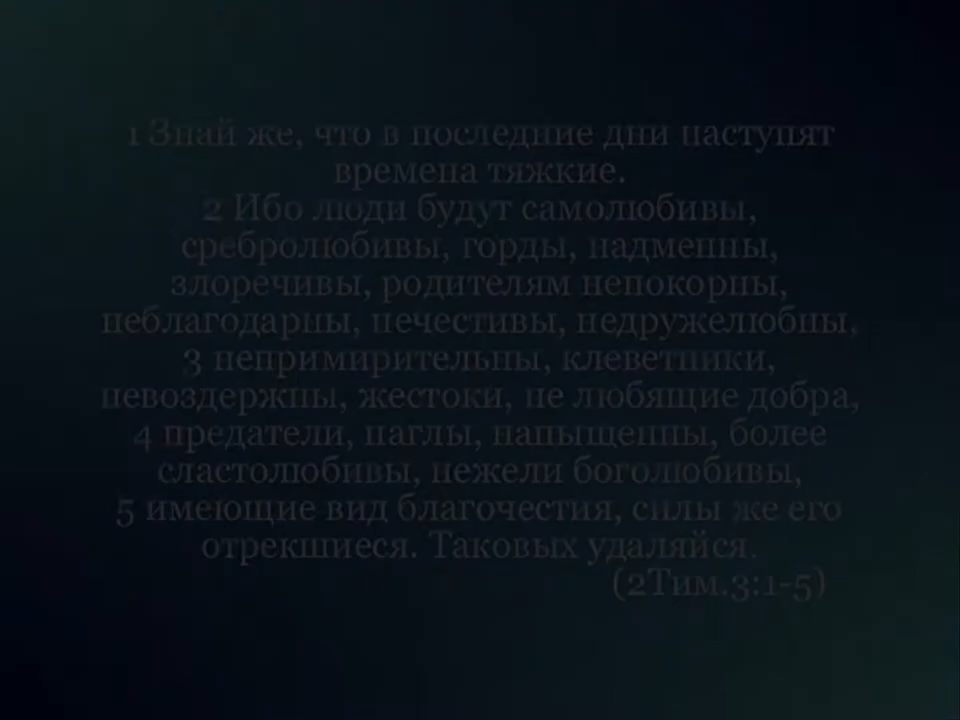 1 Знай же, что в последние дни наступят
времена тяжкие.
2 Ибо люди будут самолюбивы,
сребролюбивы, горды, надменны,
злоречивы, родителям непокорны,
неблагодарны, нечестивы, недружелюбны,
3 непримирительны, клеветники,
невоздержны, жестоки, не любящие добра,
4 предатели, наглы, напыщенны, более
сластолюбивы, нежели боголюбивы,
5 имеющие вид благочестия, силы же его
отрекшиеся. Таковых удаляйся.
(2Тим.3:1-5)